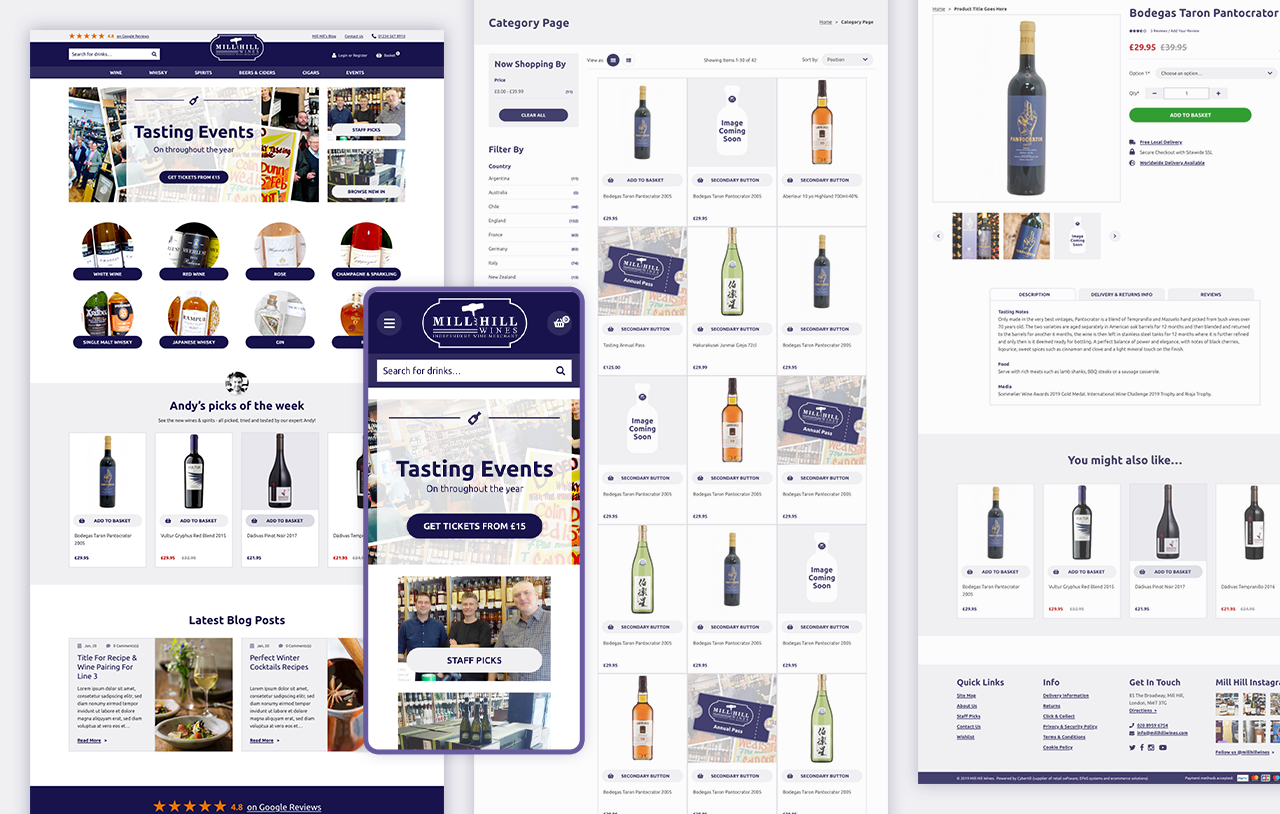 4.8 on Google Reviews
Mill Hill's Blog
Contact Us
01234 567 8910
Search for drinks...
MILL HILL
WINES
Login or Register
Basket
WINE
WHISKY
SPIRITS
BEERS & CIDERS
CIGARS
EVENTS
Tasting Events
On throughout the year
GET TICKETS FROM £15
STAFF PICKS
BROWSE NEW IN
WHITE WINE
RED WINE
ROSE
CHAMPAGNE & SPARKLING
SINGLE MALT WHISKY
JAPANESE WHISKY
GIN
Andy's picks of the week
See the new wines & spirits - all picked, tried and tested by our expert Andy!
ADD TO BASKET
ADD TO BASKET
ADD TO BASKET
Bodegas Taron Pantocrator
2005
Vultur Gryphus Red Blend 2015
Dádivas Pinot Noir 2017
Dádivas Temp
£29.95
£29.95 £32.95
£21.95
£21.95
Latest Blog Posts
Jan, 20
0 Comment(s)
Title For Recipe &
Wine Pairing For
Line 3
Lorem ipsum dolor sit amet,
consetetur sadipscing elitr, sed
diam nonumy eirmod tempor
invidunt ut labore et dolore
magna aliquyam erat, sed diam
voluptua at vero eos et...
Read More >
Jan, 20
0 Comment(s)
Perfect Winter
Cocktails Recipes
Lorem ipsum dolor sit amet,
consetetur sadipscing elitr, sed
diam nonumy eirmod tempor
invidunt ut labore et dolore
magna aliquyam erat, sed diam
voluptua at vero eos et...
Read More >
4.8 on Google Reviews
MILL HILL
WINES
INDEPENDENT WINE MERCHANT
0
Search for drinks...
Tasting Events
On throughout the year
GET TICKETS FROM £15
STAFF PICKS
Category Page
Home > Category Page
Now Shopping By
Price
£0.00 - £39.99
(11)
CLEAR ALL
Filter By
Country
Argentina (11)
Australia (5)
Chile (46)
England (132)
France (63)
Germany (80)
Italy (74)
New Zealand (15)
View as:
Showing items 1-30 of 42
Sort by:
Position
Image
Coming
Soon
ADD TO BASKET
SECONDARY BUTTON
SECONDARY BUTTON
Bodegas Taron Pantocrator 2005
Bodegas Taron Pantocrator 2005
Aberlour 10 yo Highland 700ml 40%
£29.95
£29.95
£29.95
MILL HILL
WINES
Annual Pass
SECONDARY BUTTON
SECONDARY BUTTON
SECONDARY BUTTON
Tasting Annual Pass
Hakurakusei Junmai Ginjo 72cl
Bodegas Taron Pantocrator 2005
£125.00
£29.99
£29.95
Image
Coming
Soon
MILL HILL
WINES
Annual Pass
SECONDARY BUTTON
SECONDARY BUTTON
SECONDARY BUTTON
Bodegas Taron Pantocrator 2005
Bodegas Taron Pantocrator 2005
Bodegas Taron Pantocrator 2005
£29.95
£29.95
£29.95
Image
Coming
Soon
SECONDARY BUTTON
SECONDARY BUTTON
SECONDARY BUTTON
Bodegas Taron Pantocrator 2005
Bodegas Taron Pantocrator 2005
Bodegas Taron Pantocrator 2005
£29.95
£29.95
£29.95
MILL HILL
WINES
Annual Pass
SECONDARY BUTTON
SECONDARY BUTTON
SECONDARY BUTTON
Bodegas Taron Pantocrator 2005
Bodegas Taron Pantocrator 2005
Bodegas Taron Pantocrator 2005
Home > Product Title Goes Here
PANTOCRATOR
Bodegas Taron Pantocrator
3 Reviews / Add Your Review
£29.95 £39.95
Option 1*
Choose an option...
Qty*
− 1 +
ADD TO BASKET
Free Local Delivery
Secure Checkout with Sitewide SSL
Worldwide Delivery Available
Image
Coming
Soon
DESCRIPTION
DELIVERY & RETURNS INFO
REVIEWS
Tasting Notes
Only made in the very best vintages, Pantocrator is a blend of Tempranillo and Mazuelo hand picked from bush vines over
70 years old. The two varieties are aged separately in American oak barrels for 12 months and then blended and returned
to the barrels for another 6 months, the wine is then left in stainless steel tanks for 12 months where it is further refined
and only then is it deemed ready for bottling. A perfect balance of power and elegance, with notes of black cherries,
liquorice, sweet spices such as cinnamon and clove and a light mineral touch on the finish.
Food
Serve with rich meats such as lamb shanks, BBQ steaks or a sausage casserole.
Media
Sommelier Wine Awards 2019 Gold Medal, International Wine Challenge 2019 Trophy and Rioja Trophy.
You might also like...
ADD TO BASKET
ADD TO BASKET
ADD TO BASKET
Bodegas Taron Pantocrator
2005
Vultur Gryphus Red Blend 2015
Dádivas Pinot Noir 2017
Dádivas Tempranillo 2016
£29.95
£29.95 £32.95
£21.95
£21.95 £24.95
Quick Links
Site Map
About Us
Staff Picks
Contact Us
Wishlist
Info
Delivery Information
Returns
Click & Collect
Privacy & Security Policy
Terms & Conditions
Cookie Policy
Get In Touch
85 The Broadway, Mill Hill,
London, NW7 3TG
Directions >
020 8959 6754
info@millhillwines.com
Mill Hill Instagra
Follow us @millhillwines >
© 2019 Mill Hill Wines. Powered by Cybertill (supplier of retail software, EPoS systems and ecommerce solutions)
Payment methods accepted: